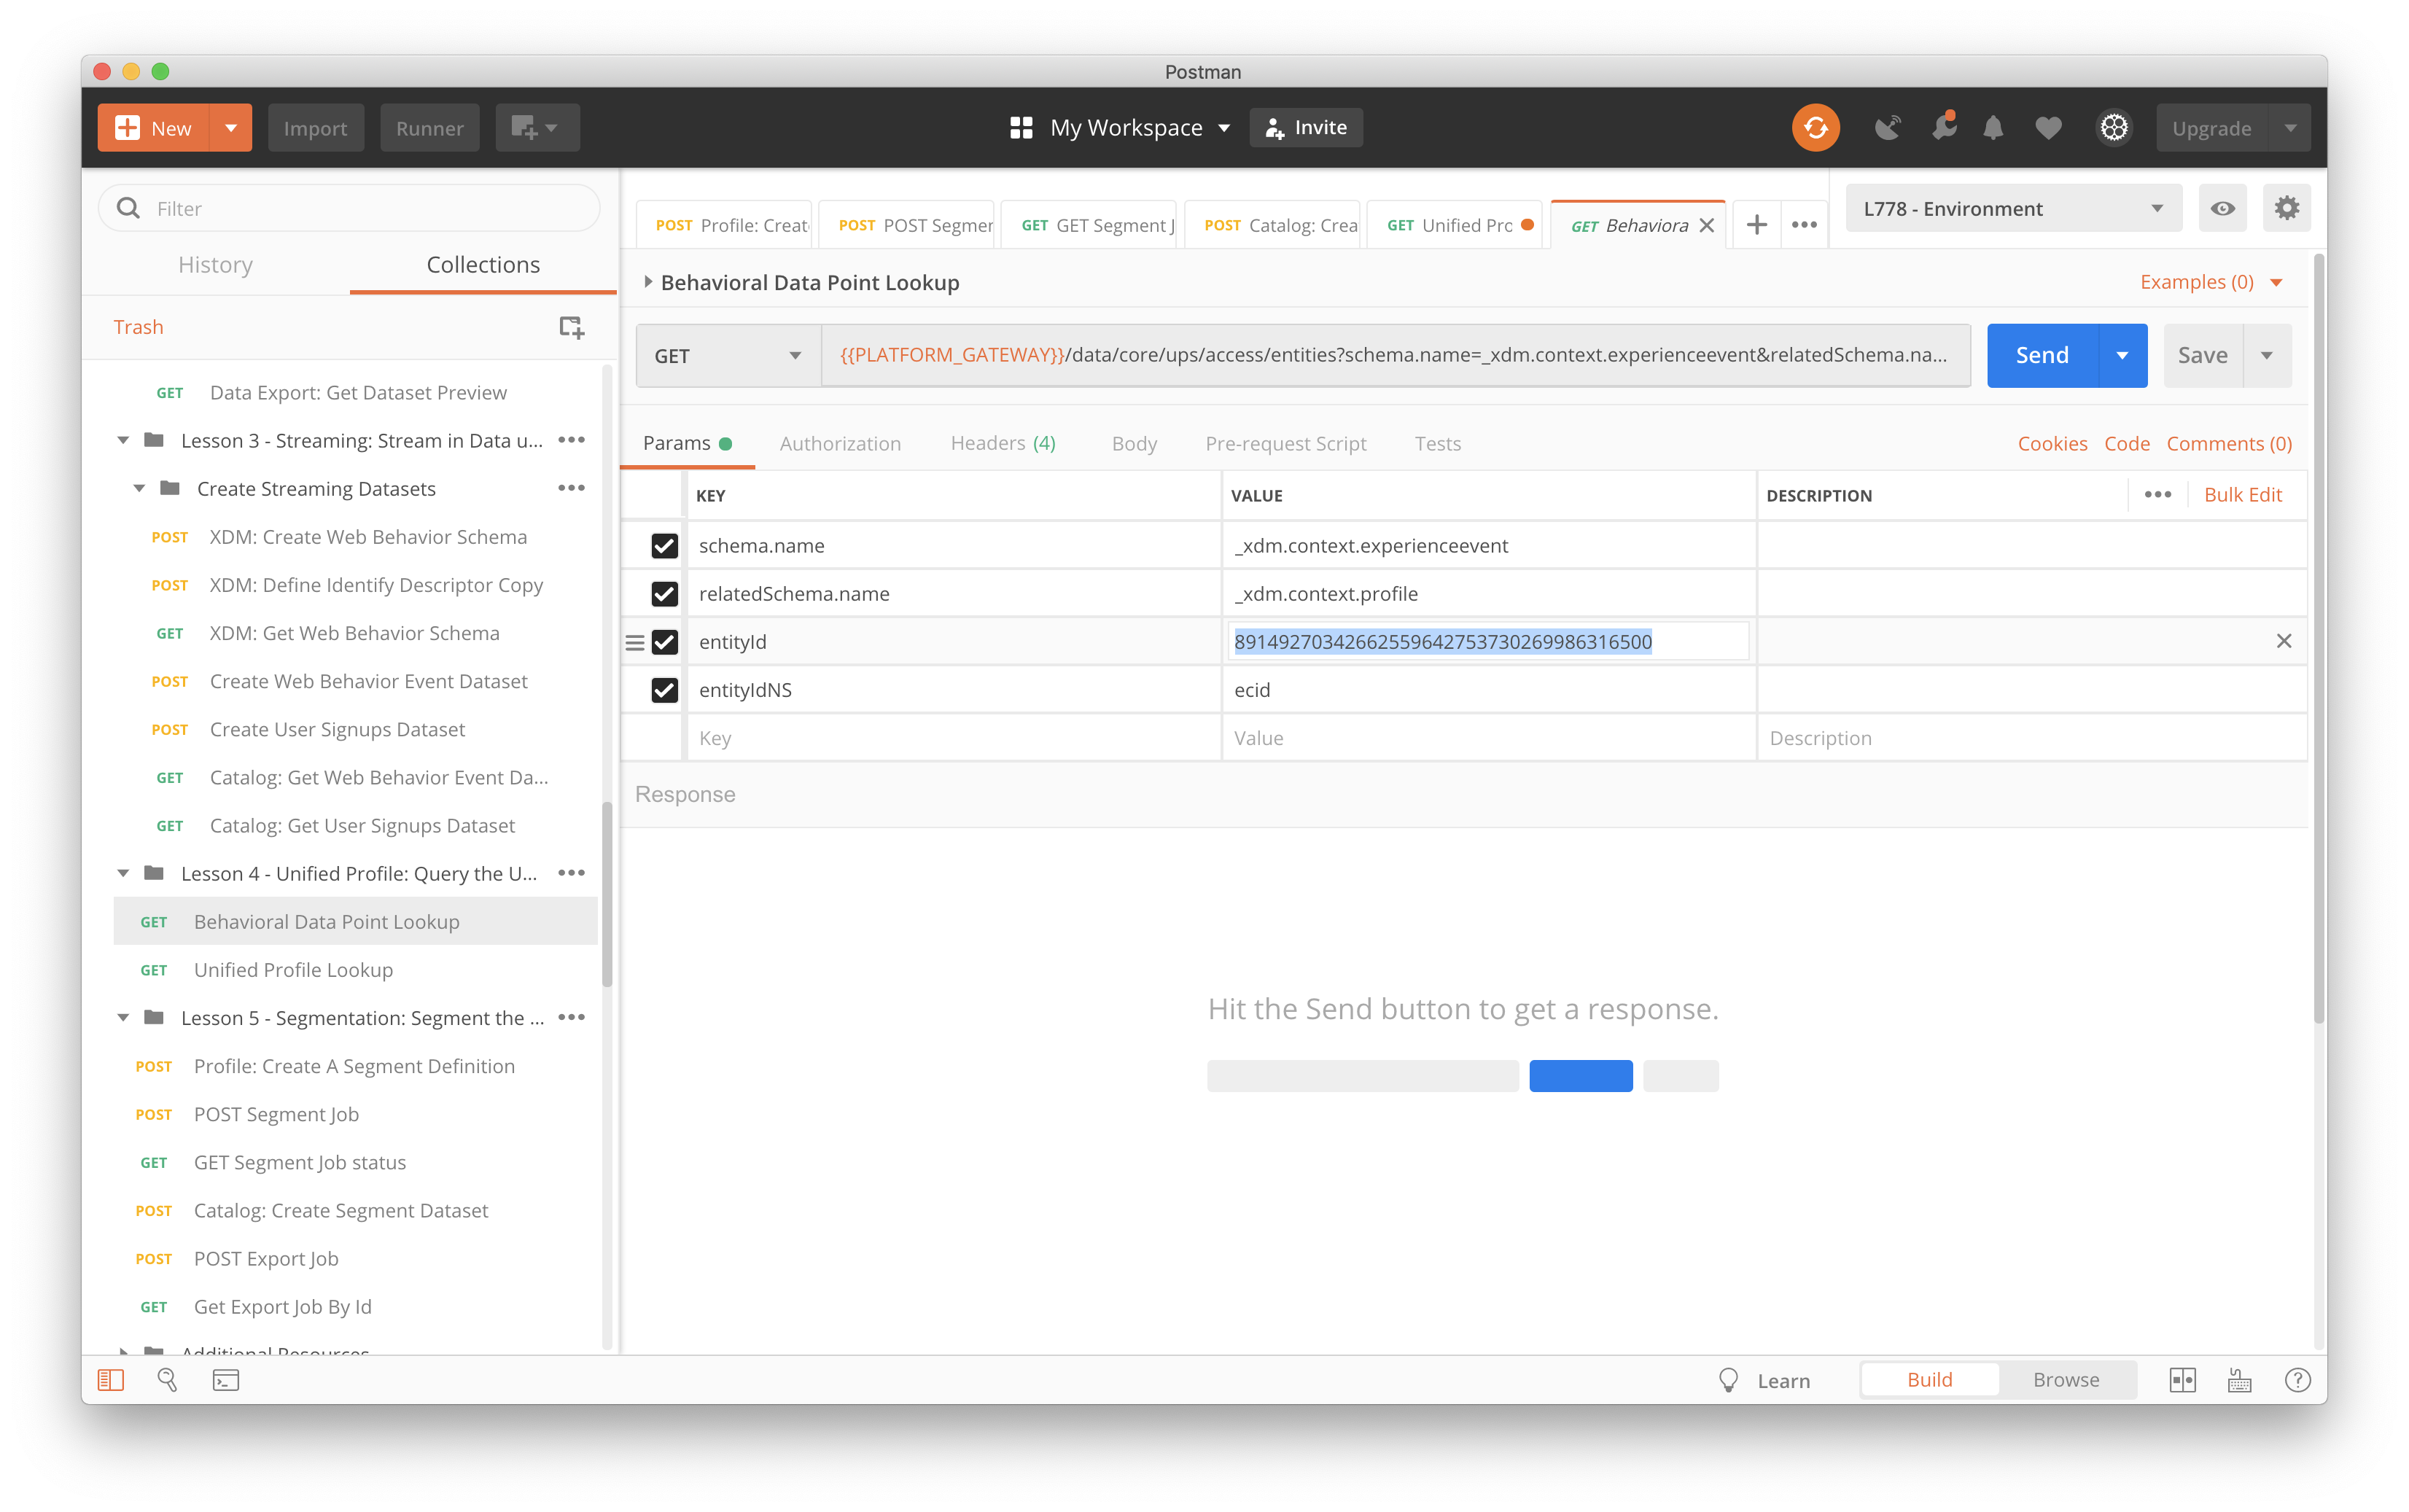 Postman
New Import Runner My Workspace Invite Upgrade
Filter
History Collections
Trash
GET Data Export: Get Dataset Preview
Lesson 3 - Streaming: Stream in Data u...
Create Streaming Datasets
POST XDM: Create Web Behavior Schema
POST XDM: Define Identify Descriptor Copy
GET XDM: Get Web Behavior Schema
POST Create Web Behavior Event Dataset
POST Create User Signups Dataset
GET Catalog: Get Web Behavior Event Da...
GET Catalog: Get User Signups Dataset
Lesson 4 - Unified Profile: Query the U...
GET Behavioral Data Point Lookup
GET Unified Profile Lookup
Lesson 5 - Segmentation: Segment the ...
POST Profile: Create A Segment Definition
POST POST Segment Job
GET GET Segment Job status
POST Catalog: Create Segment Dataset
POST POST Export Job
GET Get Export Job By Id
Additional Resources
POST Profile: Creat POST POST Segmer GET GET Segment J POST Catalog: Crea GET Unified Pro GET Behaviora L778 - Environment
Behavioral Data Point Lookup Examples (0)
GET {{PLATFORM_GATEWAY}}/data/core/ups/access/entities?schema.name=_xdm.context.experienceevent&relatedSchema.na... Send Save
Params Authorization Headers (4) Body Pre-request Script Tests Cookies Code Comments (0)
KEY VALUE DESCRIPTION Bulk Edit
schema.name _xdm.context.experienceevent
relatedSchema.name _xdm.context.profile
entityId 89149270342662559642753730269986316500
entityIdNS ecid
Key Value Description
Response
Hit the Send button to get a response.
Learn Build Browse